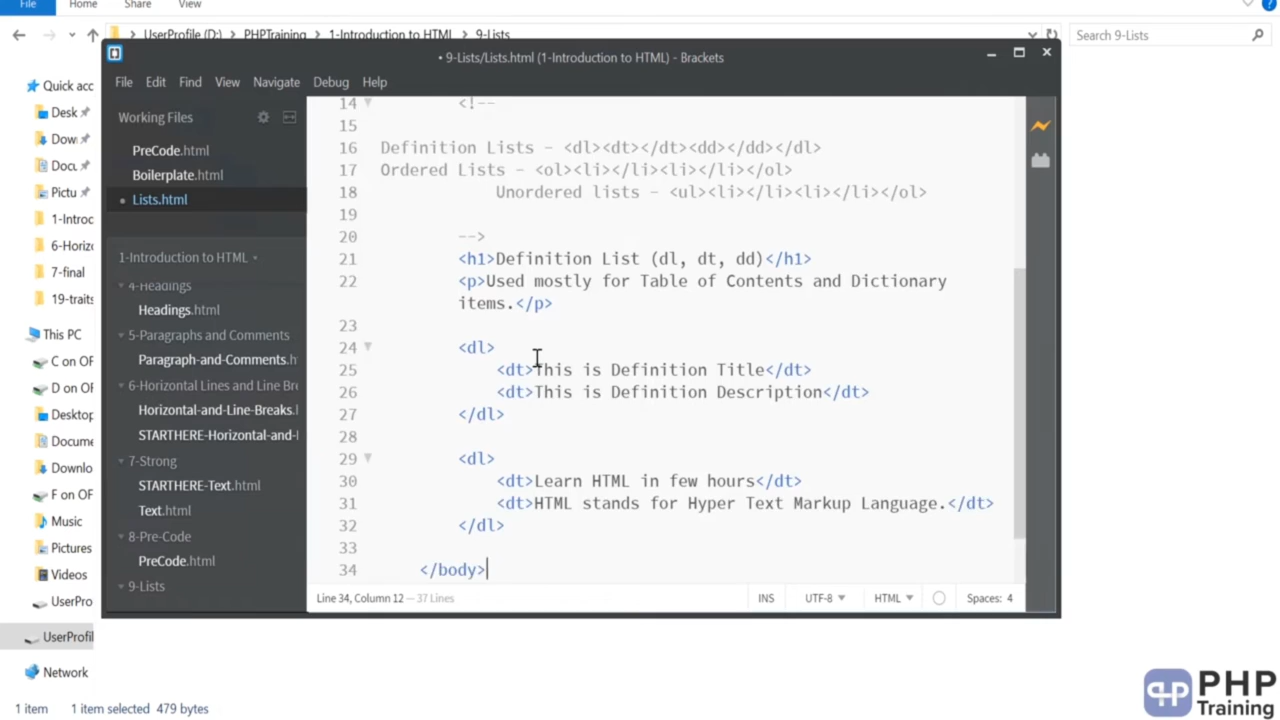 File Home Share View
UserProfile (D:) PHPTraining 1-Introduction to HTML 9-Lists
Search 9-Lists
• 9-Lists/Lists.html (1-Introduction to HTML) - Brackets
File Edit Find View Navigate Debug Help
Quick acc
Desk
Dow
Docu
Pictu
1-Introd
6-Horizo
7-final
19-traits
This PC
C on OF
D on OF
Desktop
Docume
Downlo
F on OF
Music
Pictures
Videos
UserPro
UserProfil
Network
1 item 1 item selected 479 bytes
Working Files
PreCode.html
Boilerplate.html
• Lists.html
1-Introduction to HTML
4-Headings
Headings.html
5-Paragraphs and Comments
Paragraph-and-Comments.h
6-Horizontal Lines and Line Bre
Horizontal-and-Line-Breaks.
STARTHERE-Horizontal-and-
7-Strong
STARTHERE-Text.html
Text.html
8-Pre-Code
PreCode.html
9-Lists
14 <!--
15
16 Definition Lists - <dl><dt></dt><dd></dd></dl>
17 Ordered Lists - <ol><li></li><li></li></ol>
18 Unordered lists - <ul><li></li><li></li></ol>
19
20 -->
21 <h1>Definition List (dl, dt, dd)</h1>
22 <p>Used mostly for Table of Contents and Dictionary
items.</p>
23
24 <dl>
25 <dt>This is Definition Title</dt>
26 <dt>This is Definition Description</dt>
27 </dl>
28
29 <dl>
30 <dt>Learn HTML in few hours</dt>
31 <dt>HTML stands for Hyper Text Markup Language.</dt>
32 </dl>
33
34 </body>
Line 34, Column 12 — 37 Lines
INS UTF-8 HTML Spaces: 4
PHP
Training